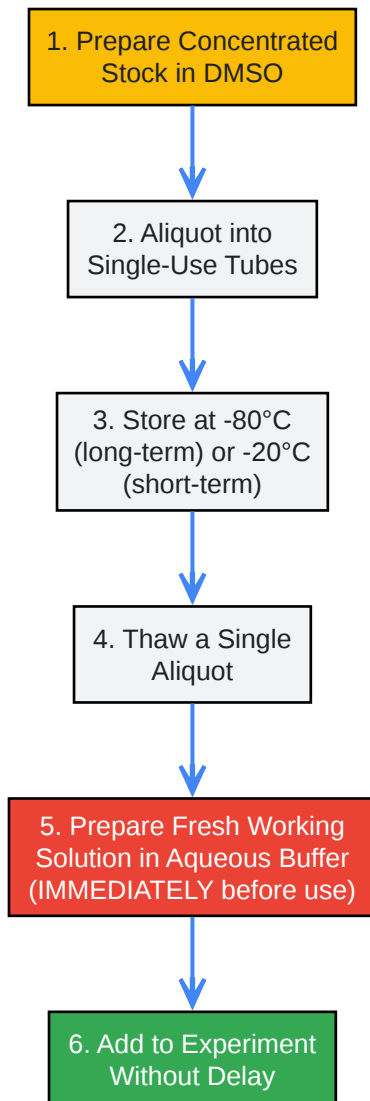 1. Prepare Concentrated
Stock in DMSO
2. Aliquot into
Single-Use Tubes
3. Store at -80°C
(long-term) or -20°C
(short-term)
4. Thaw a Single
Aliquot
5. Prepare Fresh Working
Solution in Aqueous Buffer
(IMMEDIATELY before use)
6. Add to Experiment
Without Delay